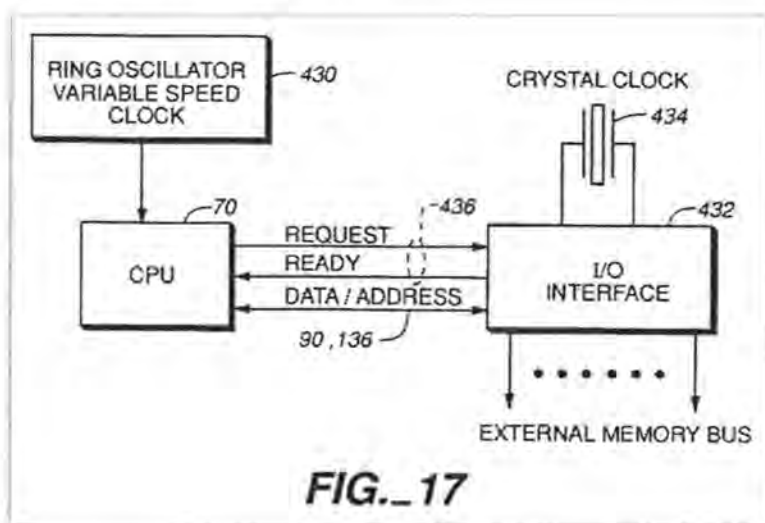 RING OSCILLATOR
VARIABLE SPEED
CLOCK
430
CRYSTAL CLOCK
434
70
436
432
CPU
REQUEST
READY
DATA / ADDRESS
90, 136
I/O
INTERFACE
EXTERNAL MEMORY BUS
FIG._17